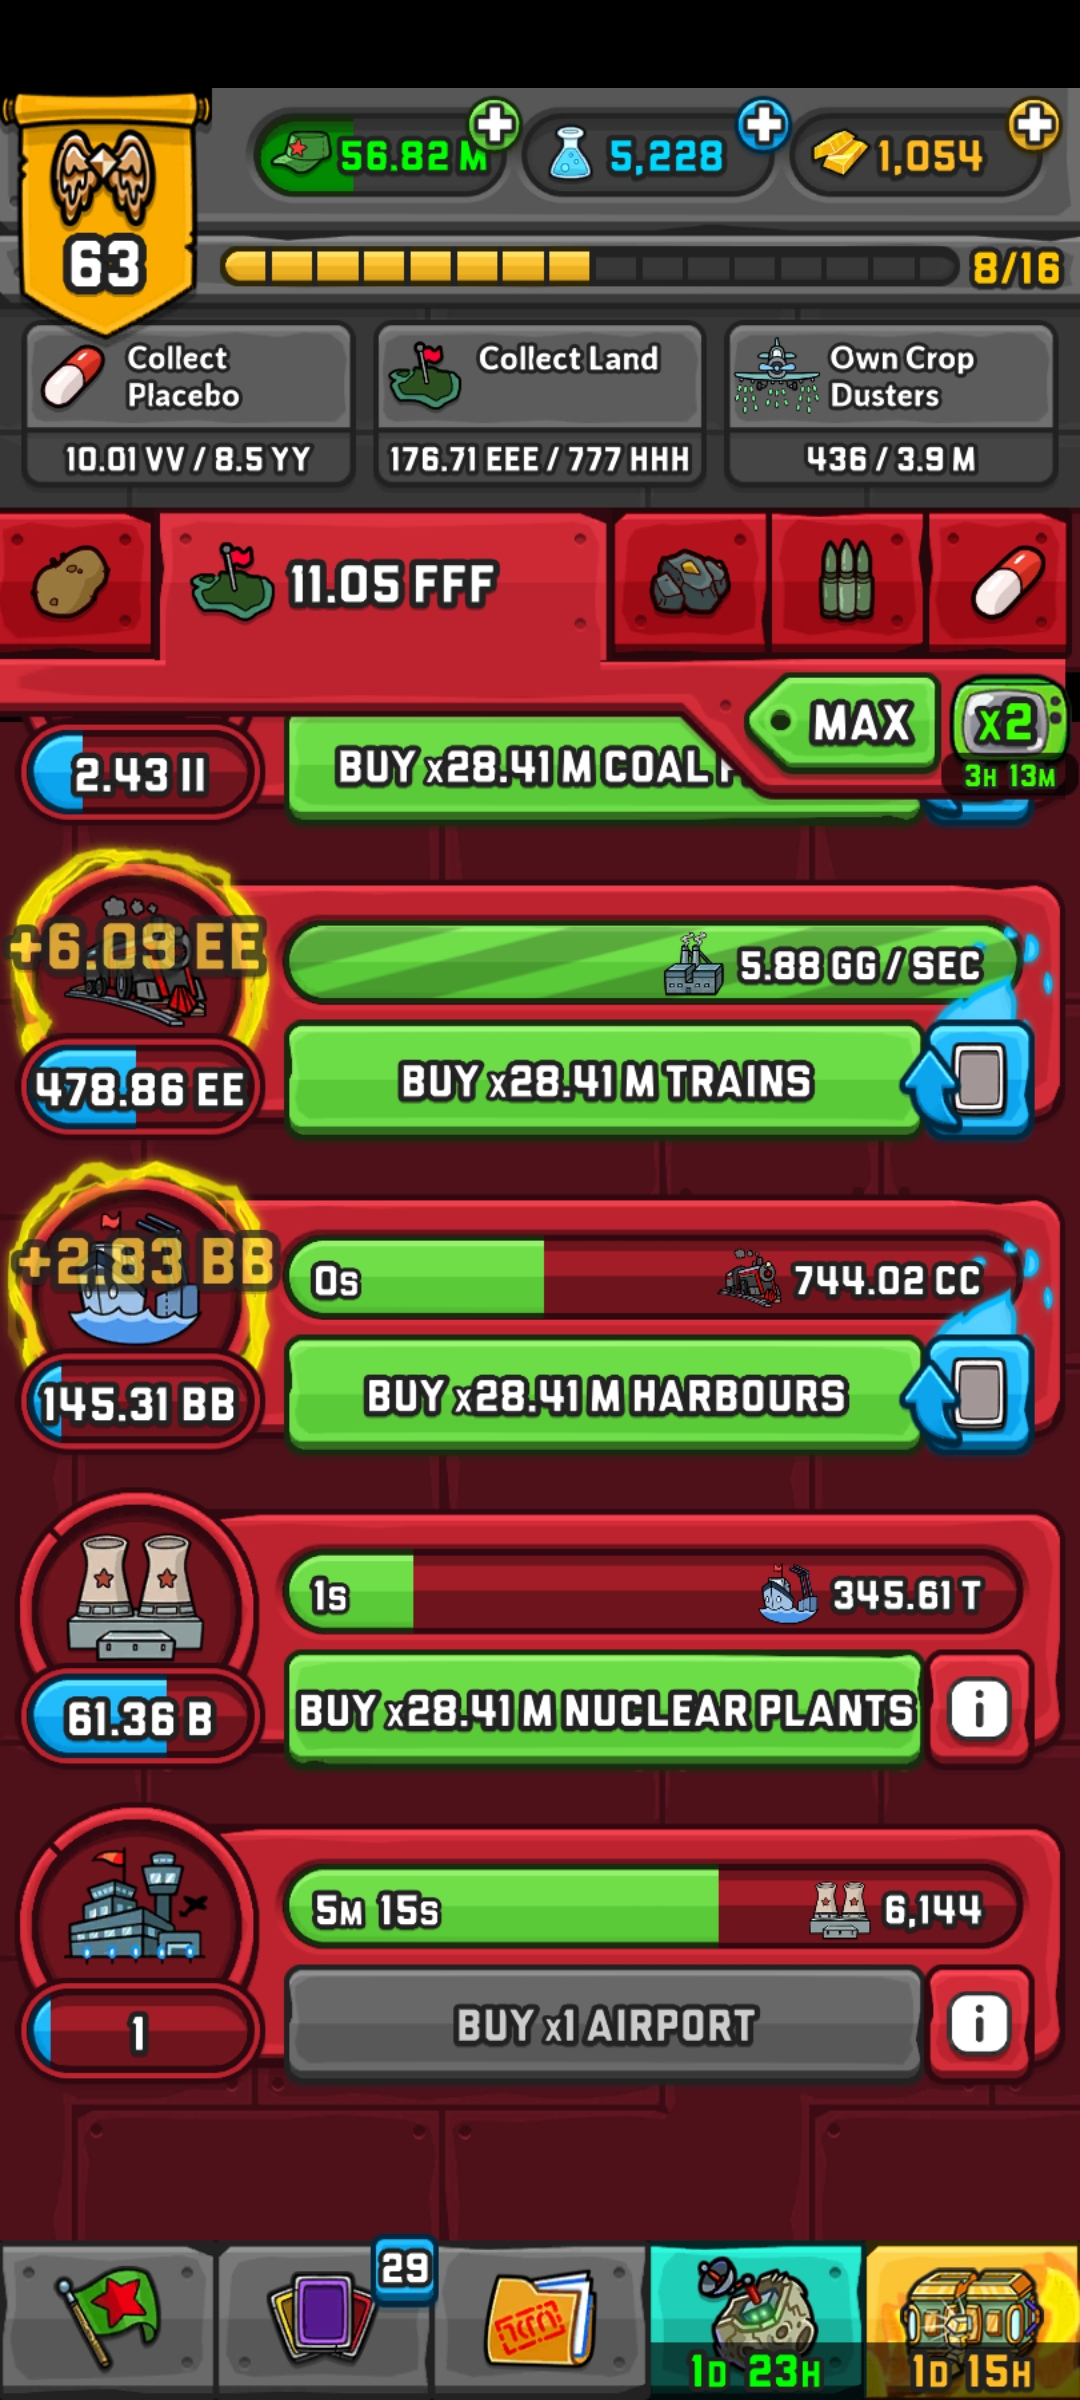 56.82 M
5,228
1,054
63
8/16
Collect
Placebo
10.01 VV / 8.5 YY
Collect Land
176.71 EEE / 777 HHH
Own Crop
Dusters
436 / 3.9 M
11.05 FFF
MAX
x2
3H 13M
2.43 II
BUY x28.41 M COAL
+6.09 EE
5.88 GG / SEC
478.86 EE
BUY x28.41 M TRAINS
+2.83 BB
0s
744.02 CC
145.31 BB
BUY x28.41 M HARBOURS
1s
345.61 T
61.36 B
BUY x28.41 M NUCLEAR PLANTS
i
5M 15s
6,144
1
BUY x1 AIRPORT
i
29
1D 23H
1D 15H